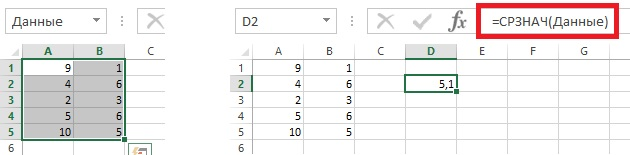 Данные
A B C
1 9 1
2 4 6
3 2 3
4 5 6
5 10 5
6
D2 fx =СРЗНАЧ(Данные)
A B C D E F G
1 9 1
2 4 6 5,1
3 2 3
4 5 6
5 10 5
6